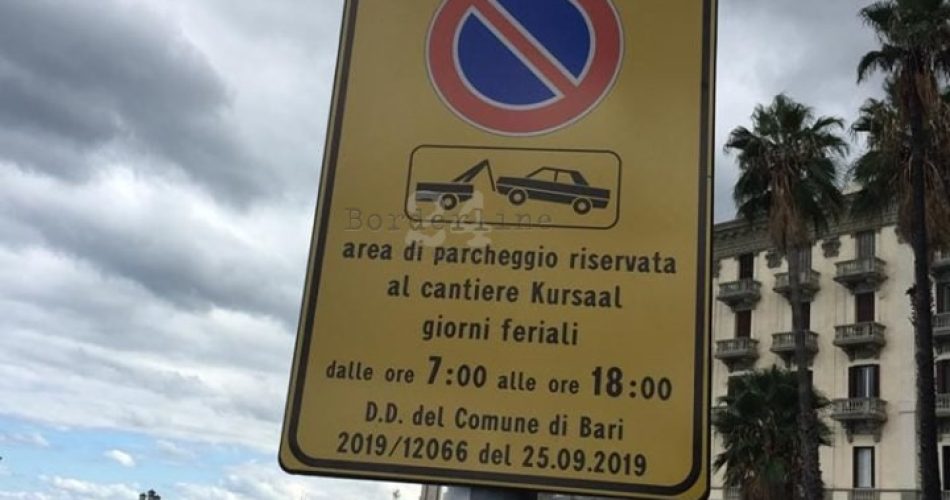 Borderline
24
area di parcheggio riservata
al cantiere Kursaal
giorni feriali
dalle ore 7:00 alle ore 18:00
D.D. del Comune di Bari
2019/12066 del 25.09.2019